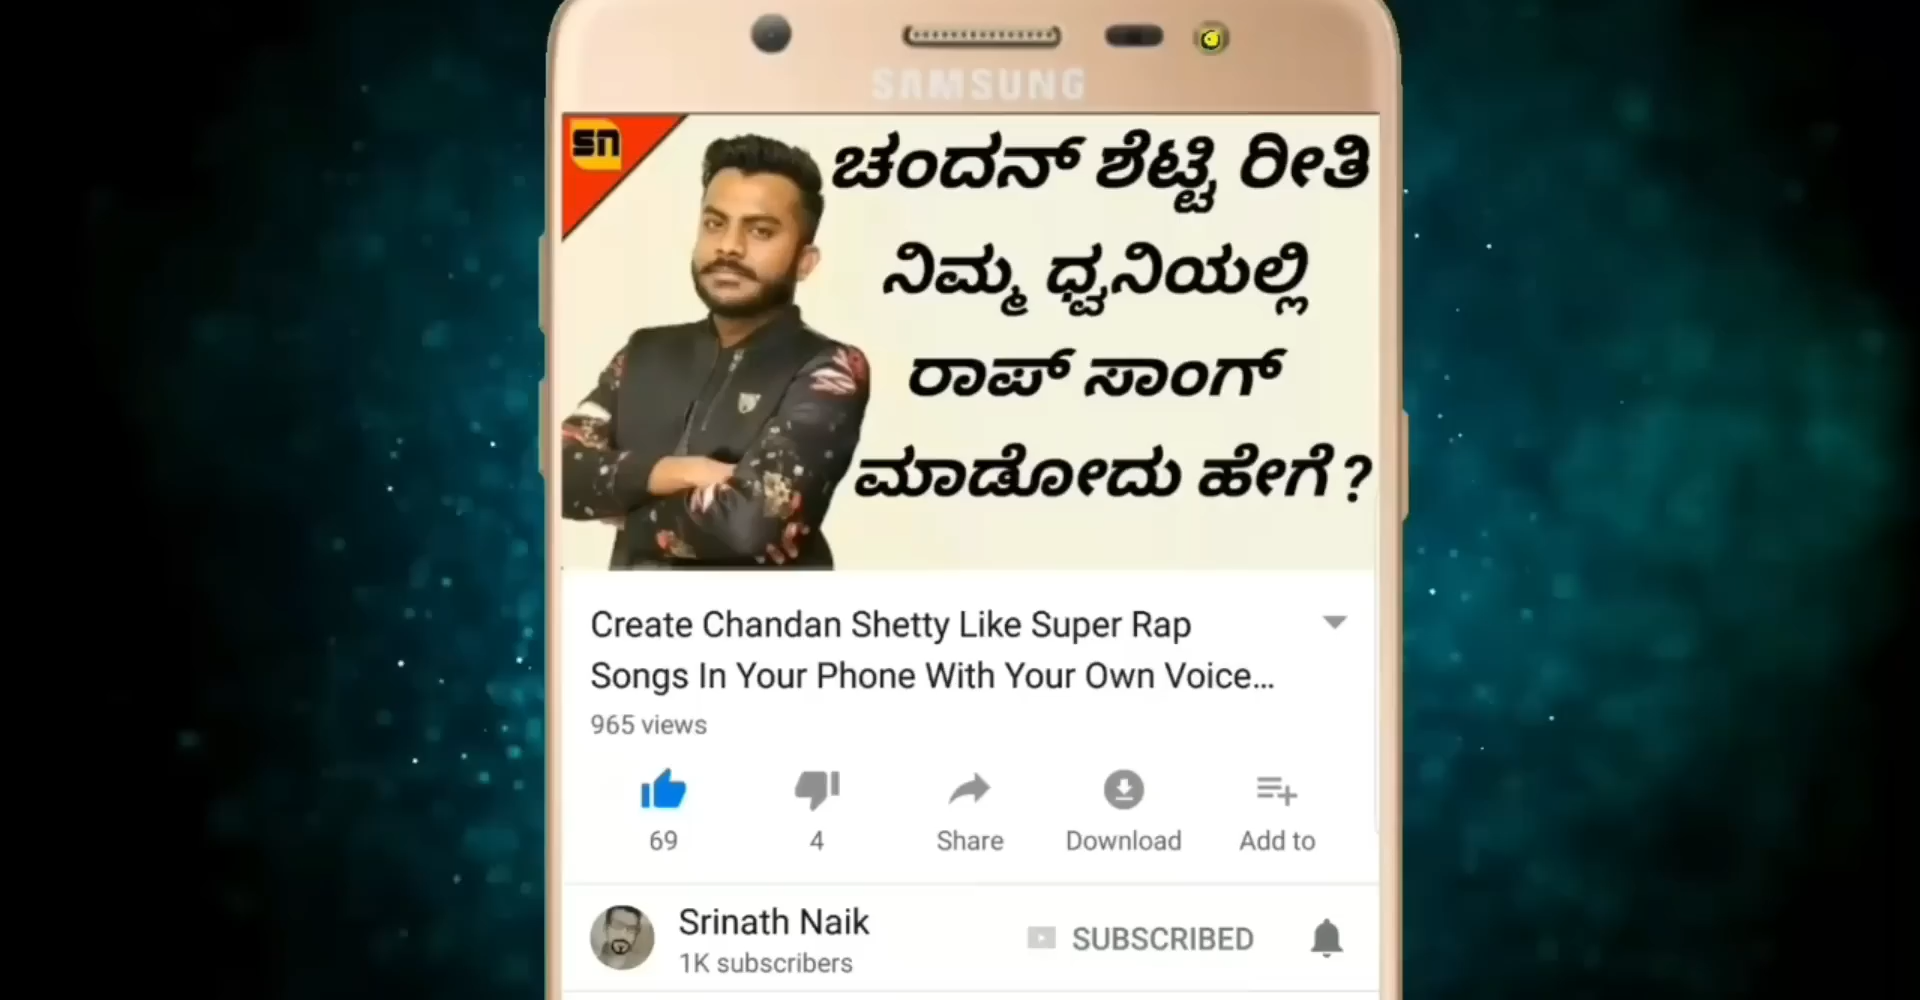 SAMSUNG
sn
ಚಂದನ್ ಶೆಟ್ಟಿ ರೀತಿ
ನಿಮ್ಮ ಧ್ವನಿಯಲ್ಲಿ
ರಾಪ್ ಸಾಂಗ್
ಮಾಡೋದು ಹೇಗೆ?
Create Chandan Shetty Like Super Rap
Songs In Your Phone With Your Own Voice...
965 views
69 4 Share Download Add to
Srinath Naik
SUBSCRIBED
1K subscribers